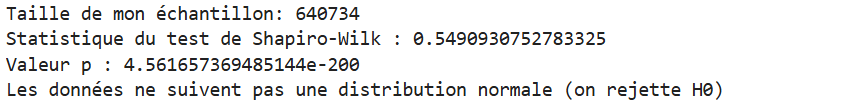 Taille de mon échantillon: 640734
Statistique du test de Shapiro-Wilk : 0.5490930752783325
Valeur p : 4.561657369485144e-200
Les données ne suivent pas une distribution normale (on rejette H0)